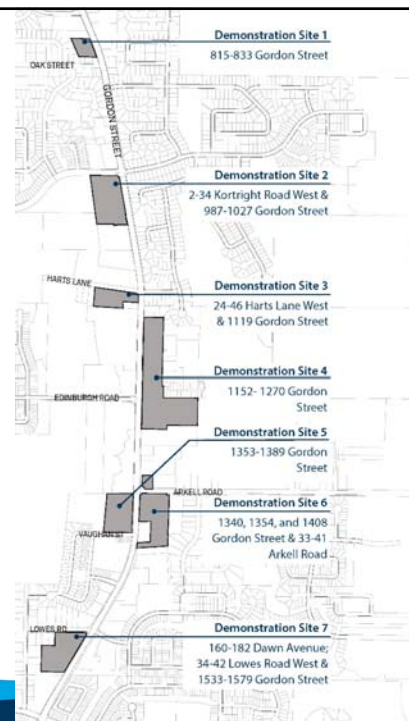 Demonstration Site 1
815-833 Gordon Street
OAK STREET
GORDON STREET
Demonstration Site 2
2-34 Kortright Road West &
987-1027 Gordon Street
HARTS LANE
Demonstration Site 3
24-46 Harts Lane West
& 1119 Gordon Street
Demonstration Site 4
1152- 1270 Gordon
Street
EDINBURGH ROAD
Demonstration Site 5
1353-1389 Gordon
Street
ARKELL ROAD
Demonstration Site 6
1340, 1354, and 1408
Gordon Street & 33-41
Arkell Road
VAUGHAN ST
LOWES RD
Demonstration Site 7
160-182 Dawn Avenue;
34-42 Lowes Road West &
1533-1579 Gordon Street